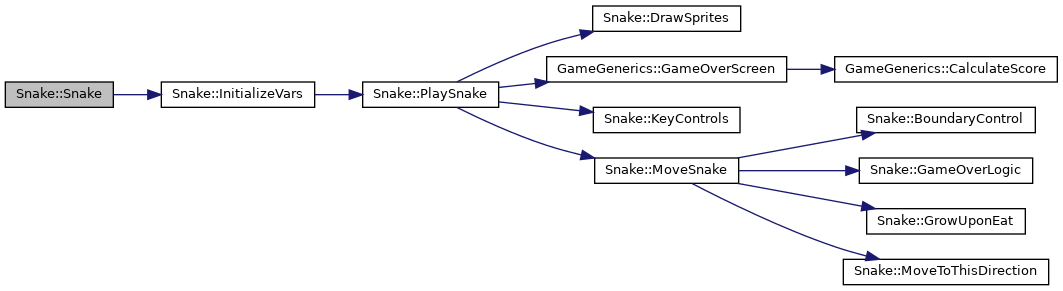 Snake::Snake
Snake::InitializeVars
Snake::PlaySnake
Snake::DrawSprites
GameGenerics::GameOverScreen
GameGenerics::CalculateScore
Snake::KeyControls
Snake::MoveSnake
Snake::BoundaryControl
Snake::GameOverLogic
Snake::GrowUponEat
Snake::MoveToThisDirection